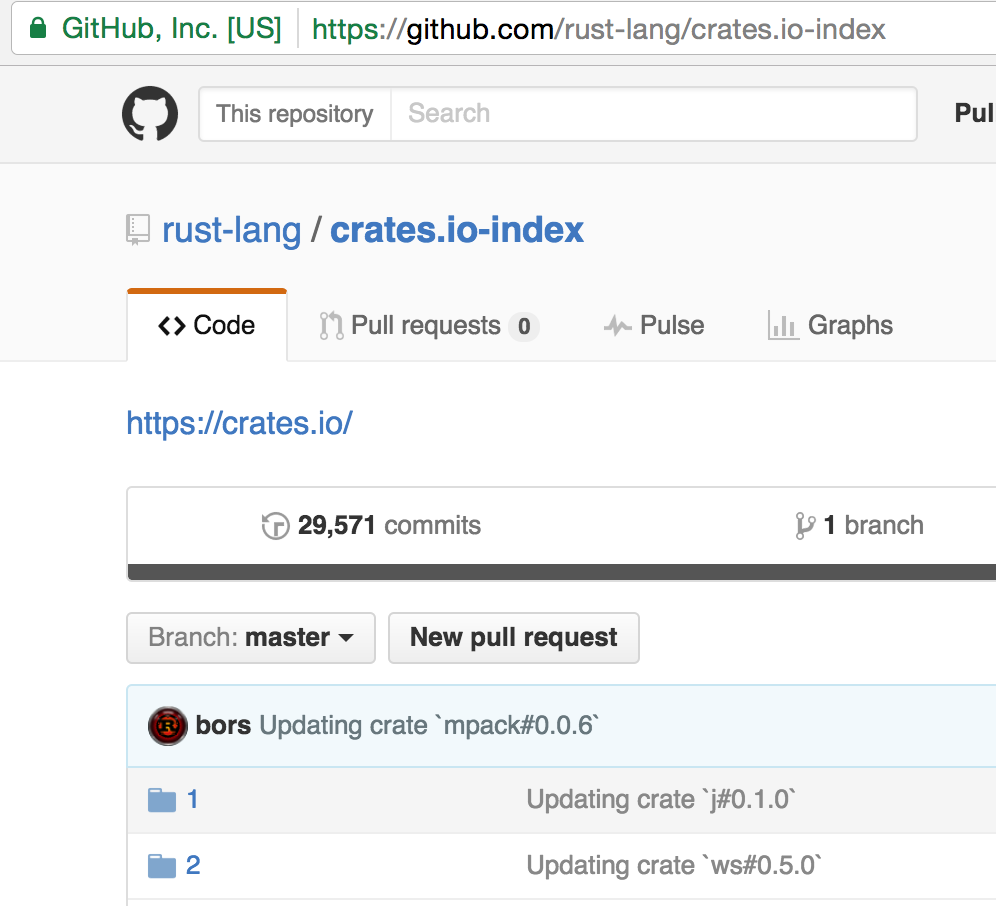 GitHub, Inc. [US] https://github.com/rust-lang/crates.io-index
This repository Search Pul
rust-lang / crates.io-index
Code Pull requests 0 Pulse Graphs
https://crates.io/
29,571 commits 1 branch
Branch: master New pull request
bors Updating crate `mpack#0.0.6`
1 Updating crate `j#0.1.0`
2 Updating crate `ws#0.5.0`